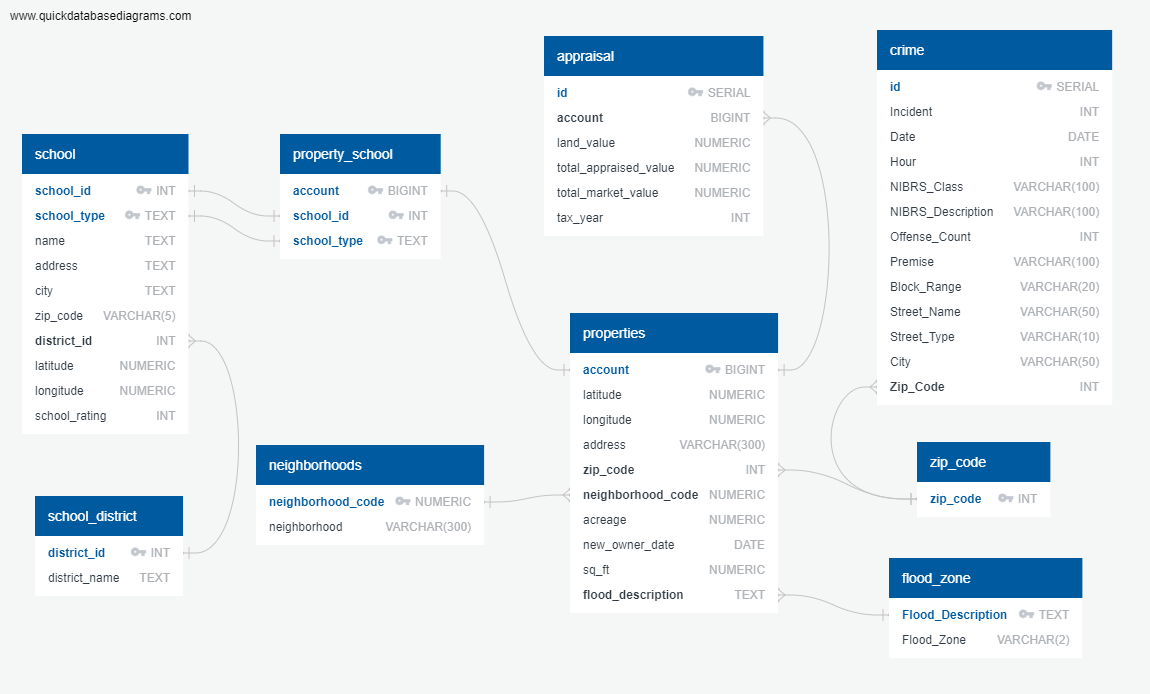 www.quickdatabasediagrams.com
school
school_id INT
school_type TEXT
name TEXT
address TEXT
city TEXT
zip_code VARCHAR(5)
district_id INT
latitude NUMERIC
longitude NUMERIC
school_rating INT
property_school
account BIGINT
school_id INT
school_type TEXT
appraisal
id SERIAL
account BIGINT
land_value NUMERIC
total_appraised_value NUMERIC
total_market_value NUMERIC
tax_year INT
crime
id SERIAL
Incident INT
Date DATE
Hour INT
NIBRS_Class VARCHAR(100)
NIBRS_Description VARCHAR(100)
Offense_Count INT
Premise VARCHAR(100)
Block_Range VARCHAR(20)
Street_Name VARCHAR(50)
Street_Type VARCHAR(10)
City VARCHAR(50)
Zip_Code INT
properties
account BIGINT
latitude NUMERIC
longitude NUMERIC
address VARCHAR(300)
zip_code INT
neighborhood_code NUMERIC
acreage NUMERIC
new_owner_date DATE
sq_ft NUMERIC
flood_description TEXT
neighborhoods
neighborhood_code NUMERIC
neighborhood VARCHAR(300)
school_district
district_id INT
district_name TEXT
zip_code
zip_code INT
flood_zone
Flood_Description TEXT
Flood_Zone VARCHAR(2)